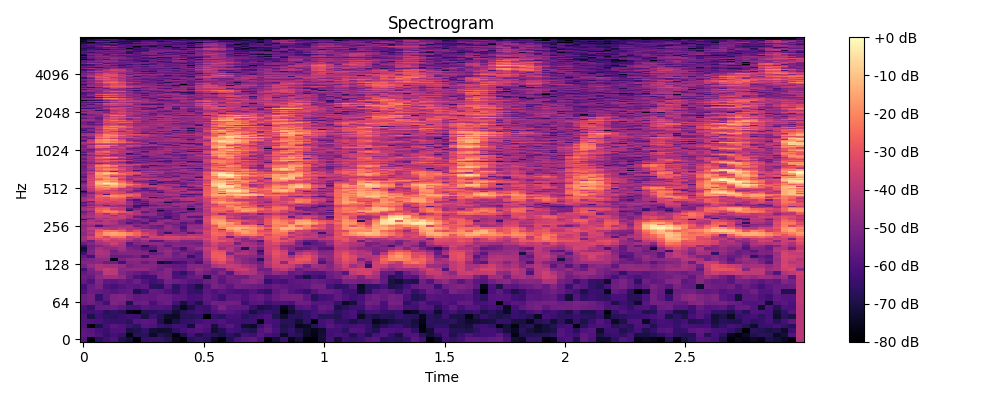 Spectrogram
4096
2048
1024
512
256
128
64
0
Hz
0
0.5
1
1.5
2
2.5
Time
+0 dB
-10 dB
-20 dB
-30 dB
-40 dB
-50 dB
-60 dB
-70 dB
-80 dB